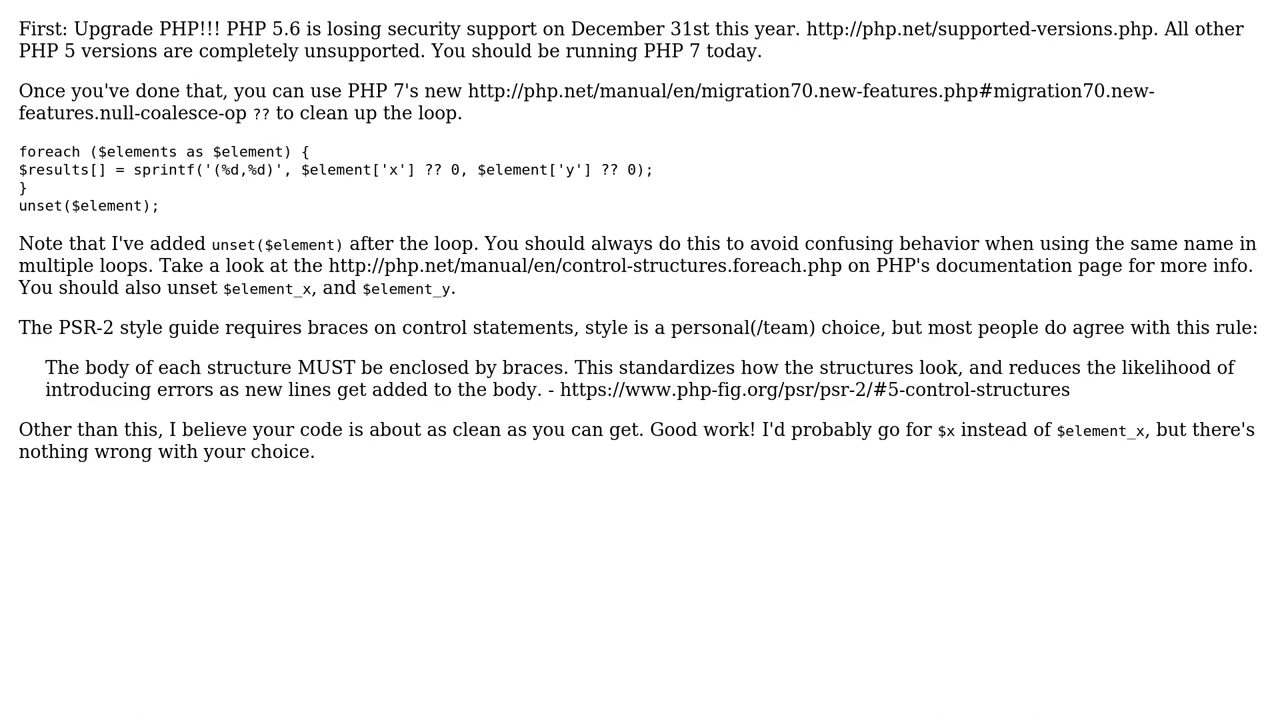 First: Upgrade PHP!!! PHP 5.6 is losing security support on December 31st this year. http://php.net/supported-versions.php. All other
PHP 5 versions are completely unsupported. You should be running PHP 7 today.
Once you've done that, you can use PHP 7's new http://php.net/manual/en/migration70.new-features.php#migration70.new-
features.null-coalesce-op ?? to clean up the loop.
foreach ($elements as $element) {
$results[] = sprintf('(%d,%d)', $element['x'] ?? 0, $element['y'] ?? 0);
}
unset($element);
Note that I've added unset($element) after the loop. You should always do this to avoid confusing behavior when using the same name in
multiple loops. Take a look at the http://php.net/manual/en/control-structures.foreach.php on PHP's documentation page for more info.
You should also unset $element_x, and $element_y.
The PSR-2 style guide requires braces on control statements, style is a personal(/team) choice, but most people do agree with this rule:
The body of each structure MUST be enclosed by braces. This standardizes how the structures look, and reduces the likelihood of
introducing errors as new lines get added to the body. - https://www.php-fig.org/psr/psr-2/#5-control-structures
Other than this, I believe your code is about as clean as you can get. Good work! I'd probably go for $x instead of $element_x, but there's
nothing wrong with your choice.